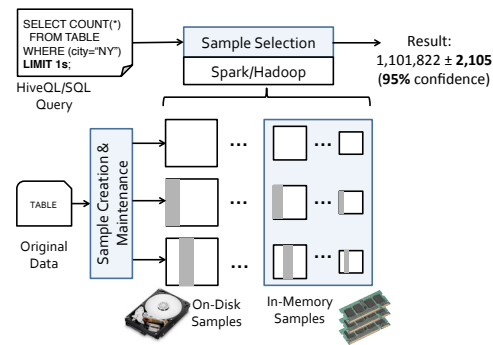 SELECT COUNT(*)
FROM TABLE
WHERE (city="NY")
LIMIT 1s;
HiveQL/SQL
Query
Sample Selection
Spark/Hadoop
Result:
1,101,822 ± 2,105
(95% confidence)
TABLE
Original
Data
Sample Creation &
Maintenance
...
...
...
...
...
...
On-Disk
Samples
In-Memory
Samples